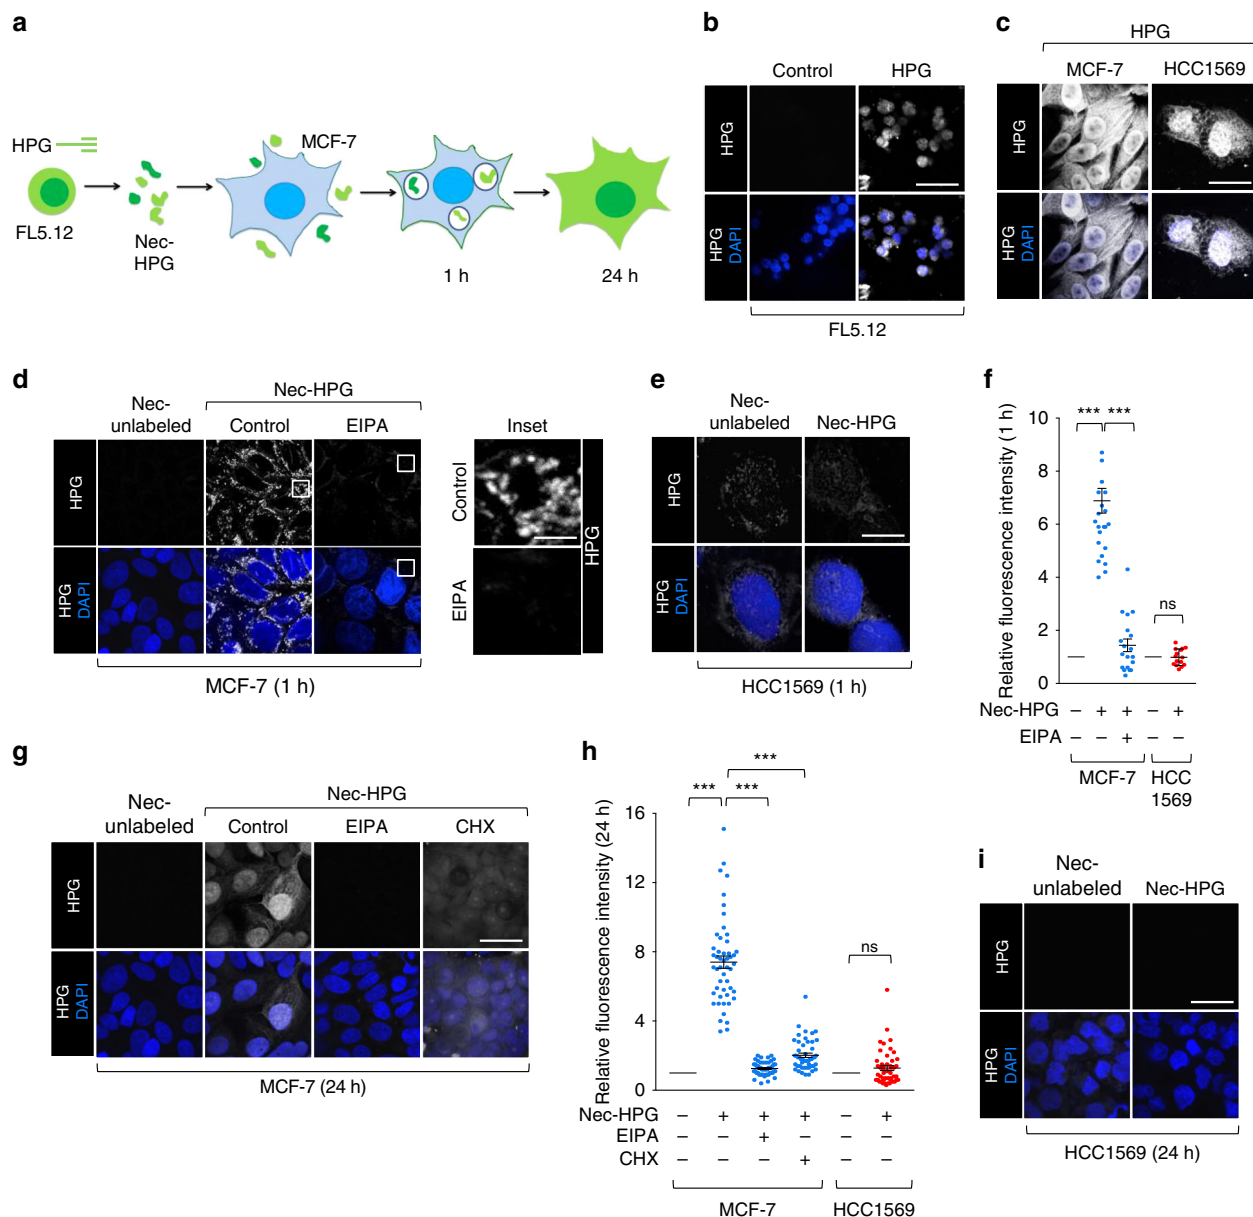 a
HPG
FL5.12
Nec-
HPG
MCF-7
1 h
24 h
b
Control HPG
HPG
HPG
DAPI
FL5.12
c
HPG
MCF-7 HCC1569
HPG
HPG
DAPI
d
Nec-HPG
Nec-
unlabeled
Control EIPA
HPG
HPG
DAPI
MCF-7 (1 h)
Inset
Control
EIPA
HPG
e
Nec-
unlabeled
Nec-HPG
HPG
HPG
DAPI
HCC1569 (1 h)
f
Relative fluorescence intensity (1 h)
10
8
6
4
2
0
*** ***
ns
Nec-HPG – + + – +
EIPA – – + – –
MCF-7 HCC
1569
g
Nec-HPG
Nec-
unlabeled
Control EIPA CHX
HPG
HPG
DAPI
MCF-7 (24 h)
h
Relative fluorescence intensity (24 h)
16
12
8
4
0
***
*** ***
ns
Nec-HPG – + + + – +
EIPA – – + – – –
CHX – – – + – –
MCF-7 HCC1569
i
Nec-
unlabeled
Nec-HPG
HPG
HPG
DAPI
HCC1569 (24 h)